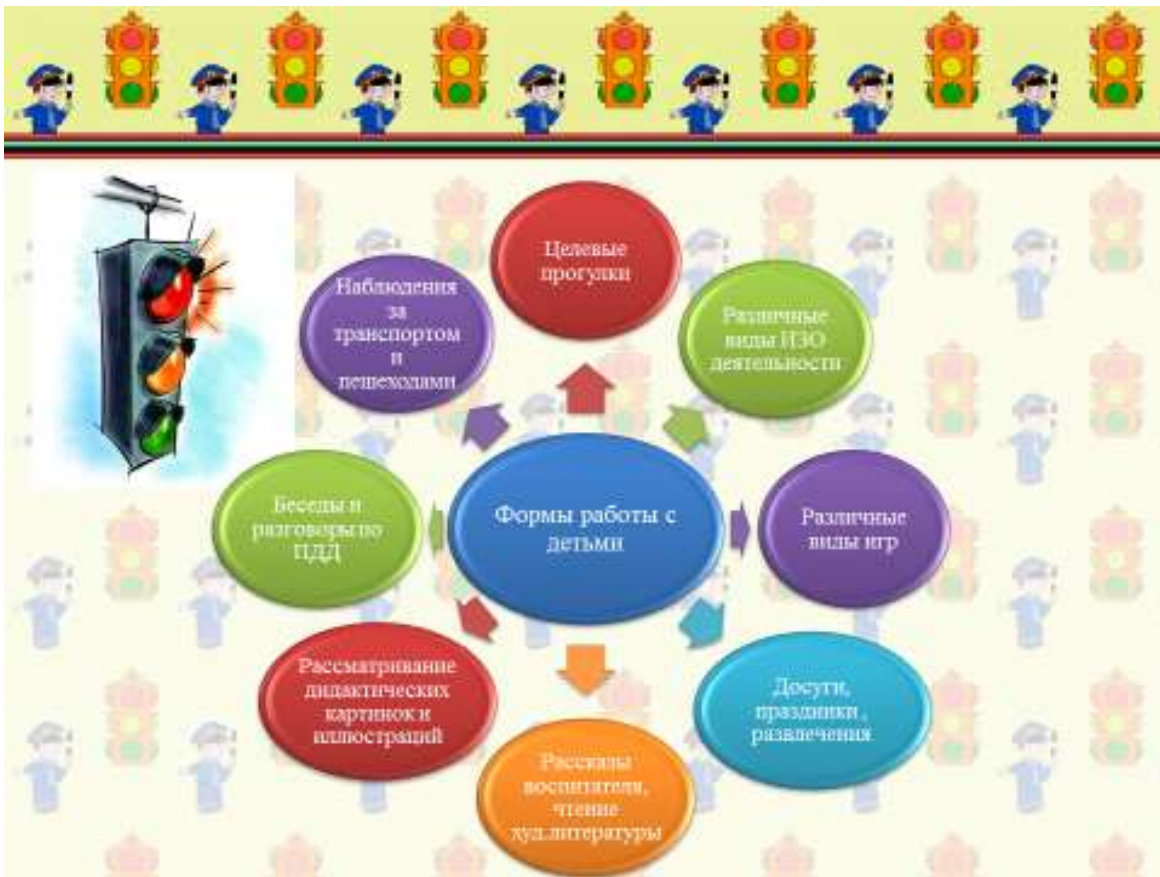 Целевые
прогулки
Различные
виды ИЗО
деятельности
Различные
виды игр
Досуги,
праздники ,
развлечения
Рассказы
воспитателя,
чтение
худ.литературы
Рассматривание
дидактических
картинок и
иллюстраций
Беседы и
разговоры по
ПДД
Наблюдения
за
транспортом
и
пешеходами
Формы работы с
детьми